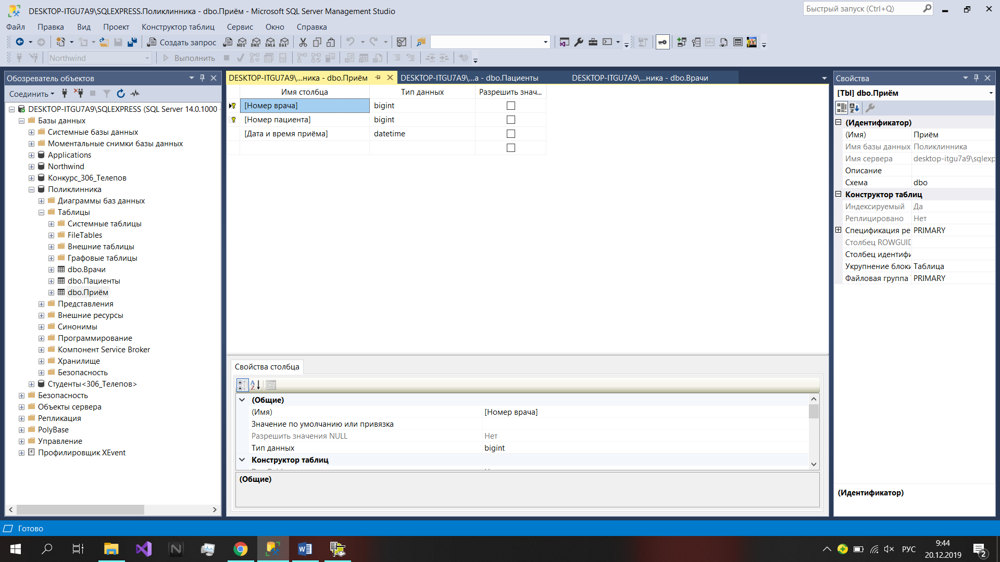 DESKTOP-ITGU7A9\SQLEXPRESS.Поликлинника - dbo.Приём - Microsoft SQL Server Management Studio
Быстрый запуск (Ctrl+Q)
Файл Правка Вид Проект Конструктор таблиц Сервис Окно Справка
Создать запрос MDX DMX XMLA DAX
Northwind Выполнить
Обозреватель объектов
Соединить
DESKTOP-ITGU7A9\SQLEXPRESS (SQL Server 14.0.1000 -
Базы данных
Системные базы данных
Моментальные снимки базы данных
Applications
Northwind
Конкурс_306_Телепов
Поликлинника
Диаграммы баз данных
Таблицы
Системные таблицы
FileTables
Внешние таблицы
Графовые таблицы
dbo.Врачи
dbo.Пациенты
dbo.Приём
Представления
Внешние ресурсы
Синонимы
Программирование
Компонент Service Broker
Хранилище
Безопасность
Студенты<306_Телепов>
Безопасность
Объекты сервера
Репликация
PolyBase
Управление
Профилировщик XEvent
DESKTOP-ITGU7A9\...ника - dbo.Приём DESKTOP-ITGU7A9\...а - dbo.Пациенты DESKTOP-ITGU7A9\...ника - dbo.Врачи
Имя столбца Тип данных Разрешить знач...
[Номер врача] bigint
[Номер пациента] bigint
[Дата и время приёма] datetime
Свойства столбца
(Общие)
(Имя) [Номер врача]
Значение по умолчанию или привязка
Разрешить значения NULL Нет
Тип данных bigint
Конструктор таблиц
(Общие)
Свойства
[Tbl] dbo.Приём
(Идентификатор)
(Имя) Приём
Имя базы данных Поликлинника
Имя сервера desktop-itgu7a9\sqlexp
Описание
Схема dbo
Конструктор таблиц
Индексируемый Да
Реплицировано Нет
Спецификация ре PRIMARY
Столбец ROWGUID
Столбец идентифи
Укрупнение блоки Таблица
Файловая группа PRIMARY
(Идентификатор)
Готово
РУС
9:44
20.12.2019
2